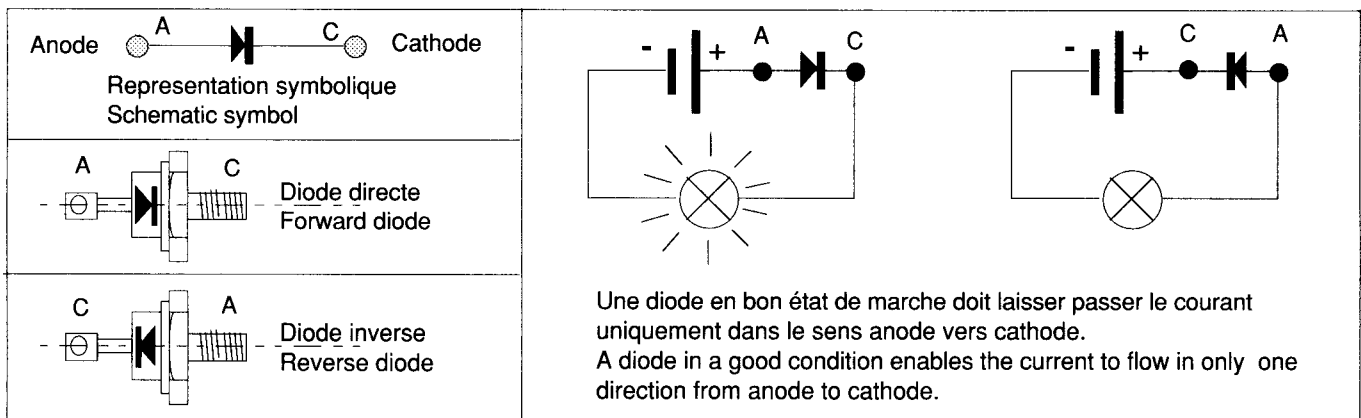 Anode A C Cathode
Representation symbolique
Schematic symbol
A C
Diode directe
Forward diode
C A
Diode inverse
Reverse diode
- + A C
- + C A
Une diode en bon état de marche doit laisser passer le courant
uniquement dans le sens anode vers cathode.
A diode in a good condition enables the current to flow in only one
direction from anode to cathode.